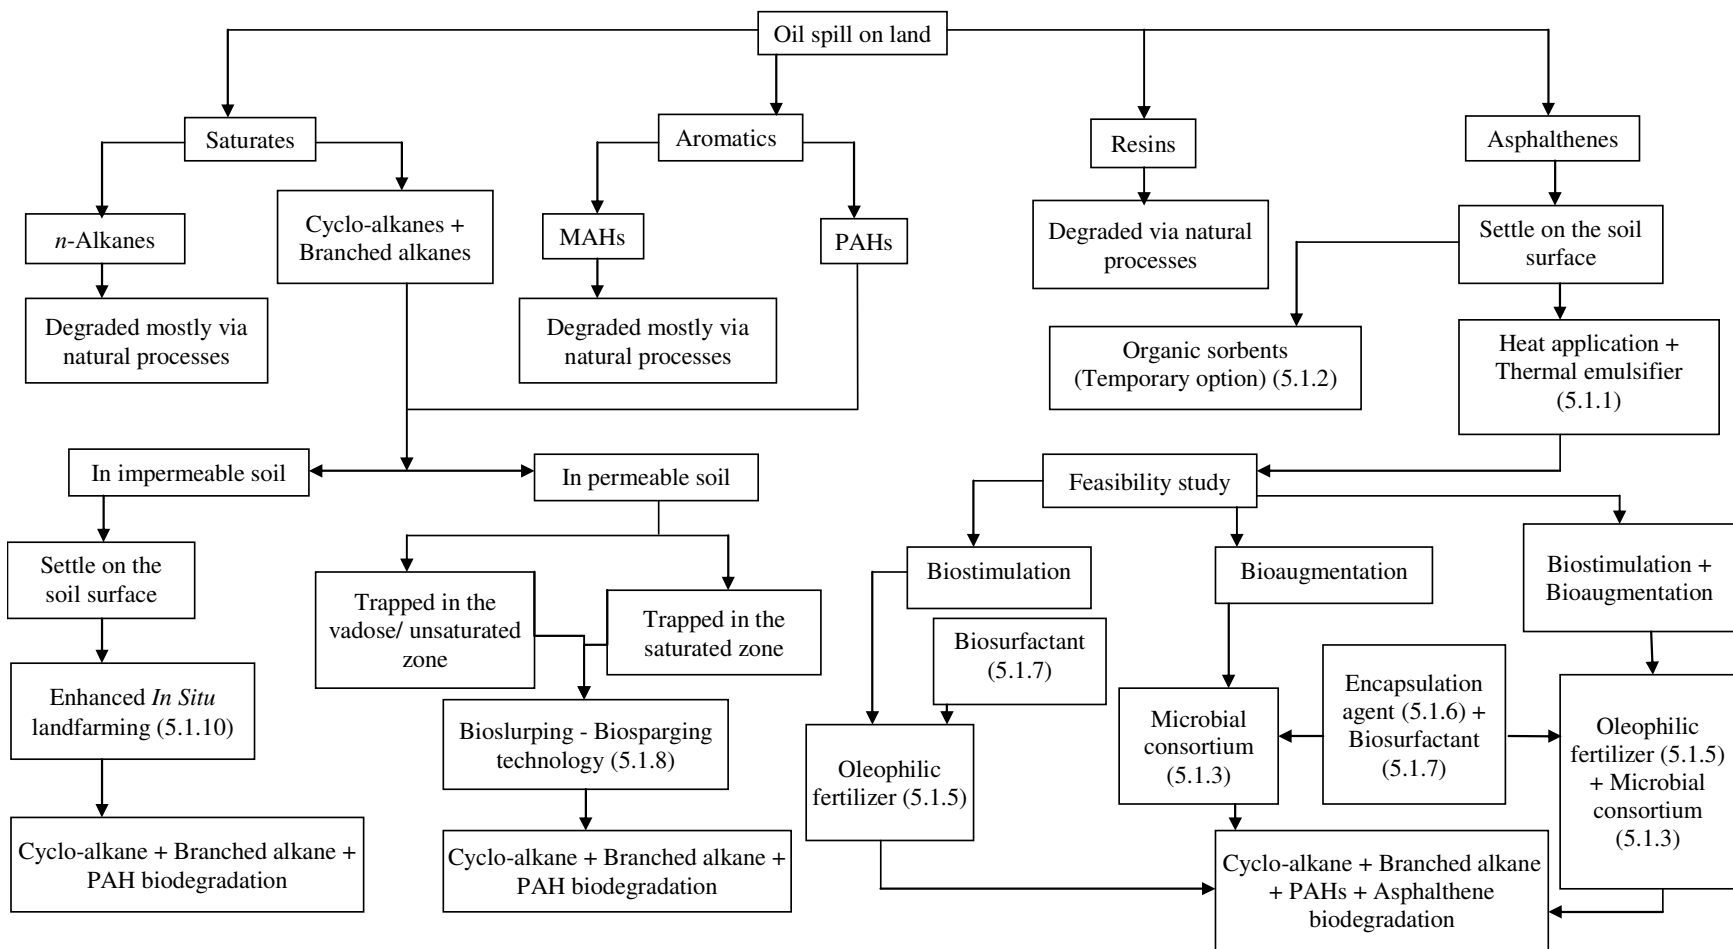 Oil spill on land
Saturates
Aromatics
Resins
Asphalthenes
n-Alkanes
Cyclo-alkanes +
Branched alkanes
MAHs
PAHs
Degraded via natural
processes
Settle on the soil
surface
Degraded mostly via
natural processes
Degraded mostly via
natural processes
Organic sorbents
(Temporary option) (5.1.2)
Heat application +
Thermal emulsifier
(5.1.1)
In impermeable soil
In permeable soil
Feasibility study
Settle on the
soil surface
Trapped in the
vadose/ unsaturated
zone
Trapped in the
saturated zone
Biostimulation
Bioaugmentation
Biostimulation +
Bioaugmentation
Biosurfactant
(5.1.7)
Enhanced In Situ
landfarming (5.1.10)
Bioslurping - Biosparging
technology (5.1.8)
Oleophilic
fertilizer (5.1.5)
Microbial
consortium
(5.1.3)
Encapsulation
agent (5.1.6) +
Biosurfactant
(5.1.7)
Oleophilic
fertilizer (5.1.5)
+ Microbial
consortium
(5.1.3)
Cyclo-alkane + Branched alkane +
PAH biodegradation
Cyclo-alkane + Branched alkane +
PAH biodegradation
Cyclo-alkane + Branched alkane
+ PAHs + Asphalthene
biodegradation